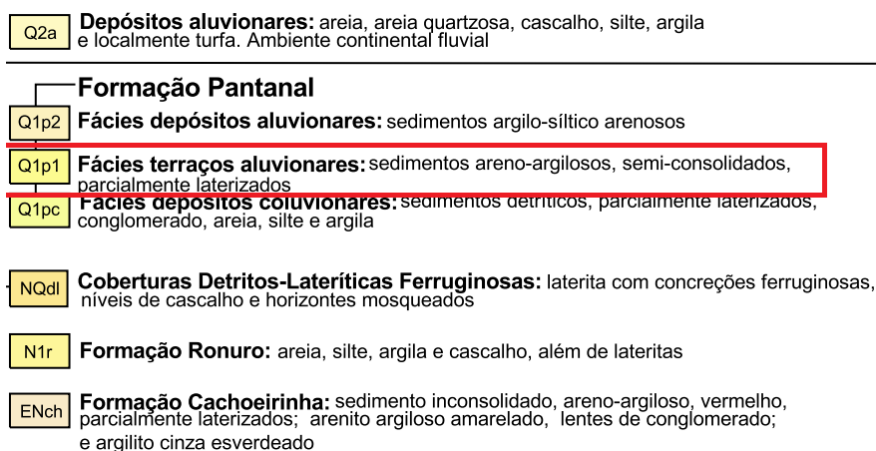 Q2a Depósitos aluvionares: areia, areia quartzosa, cascalho, silte, argila
e localmente turfa. Ambiente continental fluvial
Formação Pantanal
Q1p2 Fácies depósitos aluvionares: sedimentos argilo-síltico arenosos
Q1p1 Fácies terraços aluvionares: sedimentos areno-argilosos, semi-consolidados,
parcialmente laterizados
Q1pc Fácies depósitos coluvionares: sedimentos detríticos, parcialmente laterizados,
conglomerado, areia, silte e argila
NQdl Coberturas Detritos-Lateríticas Ferruginosas: laterita com concreções ferruginosas,
níveis de cascalho e horizontes mosqueados
N1r Formação Ronuro: areia, silte, argila e cascalho, além de lateritas
ENch Formação Cachoeirinha: sedimento inconsolidado, areno-argiloso, vermelho,
parcialmente laterizados; arenito argiloso amarelado, lentes de conglomerado;
e argilito cinza esverdeado